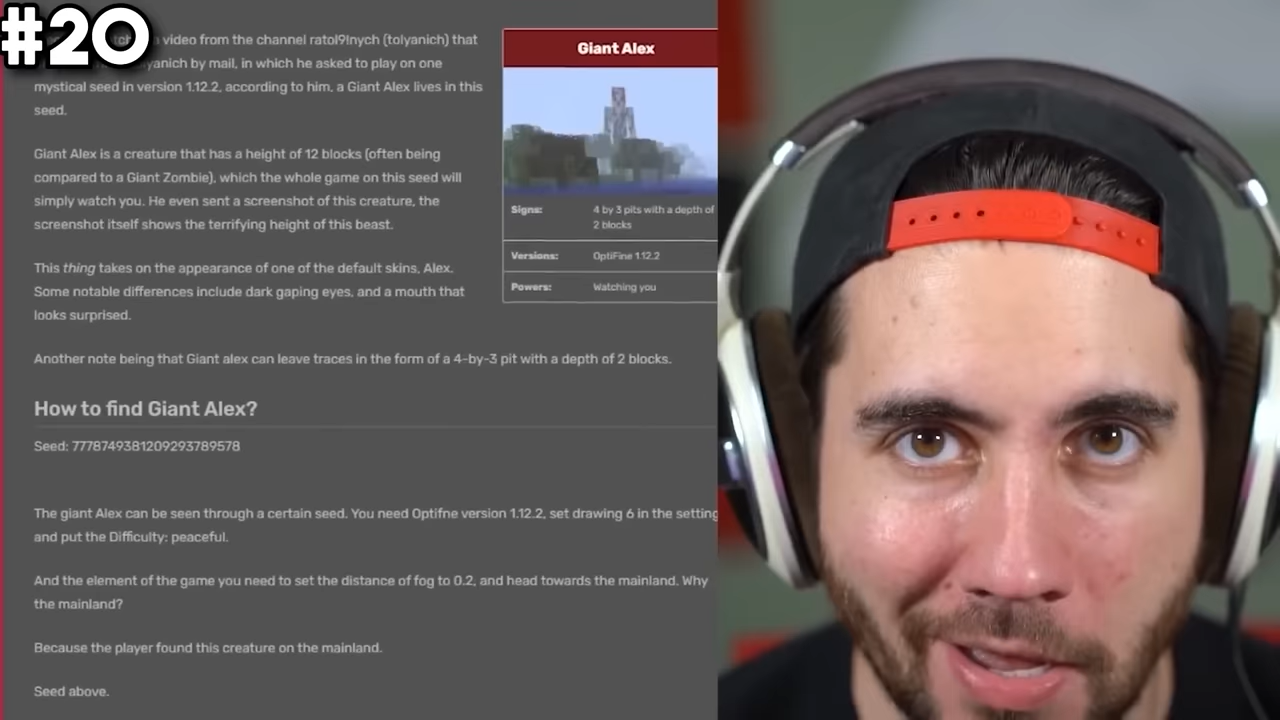 #20
video from the channel ratol9lnych (tolyanich) that
by mail, in which he asked to play on one
mystical seed in version 1.12.2, according to him, a Giant Alex lives in this
seed.
Giant Alex is a creature that has a height of 12 blocks (often being
compared to a Giant Zombie), which the whole game on this seed will
simply watch you. He even sent a screenshot of this creature, the
screenshot itself shows the terrifying height of this beast.
This thing takes on the appearance of one of the default skins, Alex.
Some notable differences include dark gaping eyes, and a mouth that
looks surprised.
Another note being that Giant alex can leave traces in the form of a 4-by-3 pit with a depth of 2 blocks.
Giant Alex
Signs: 4 by 3 pits with a depth of
2 blocks
Versions: OptiFine 1.12.2
Powers: Watching you
How to find Giant Alex?
Seed: 7778749381209293789578
The giant Alex can be seen through a certain seed. You need Optifne version 1.12.2, set drawing 6 in the setting
and put the Difficulty: peaceful.
And the element of the game you need to set the distance of fog to 0.2, and head towards the mainland. Why
the mainland?
Because the player found this creature on the mainland.
Seed above.